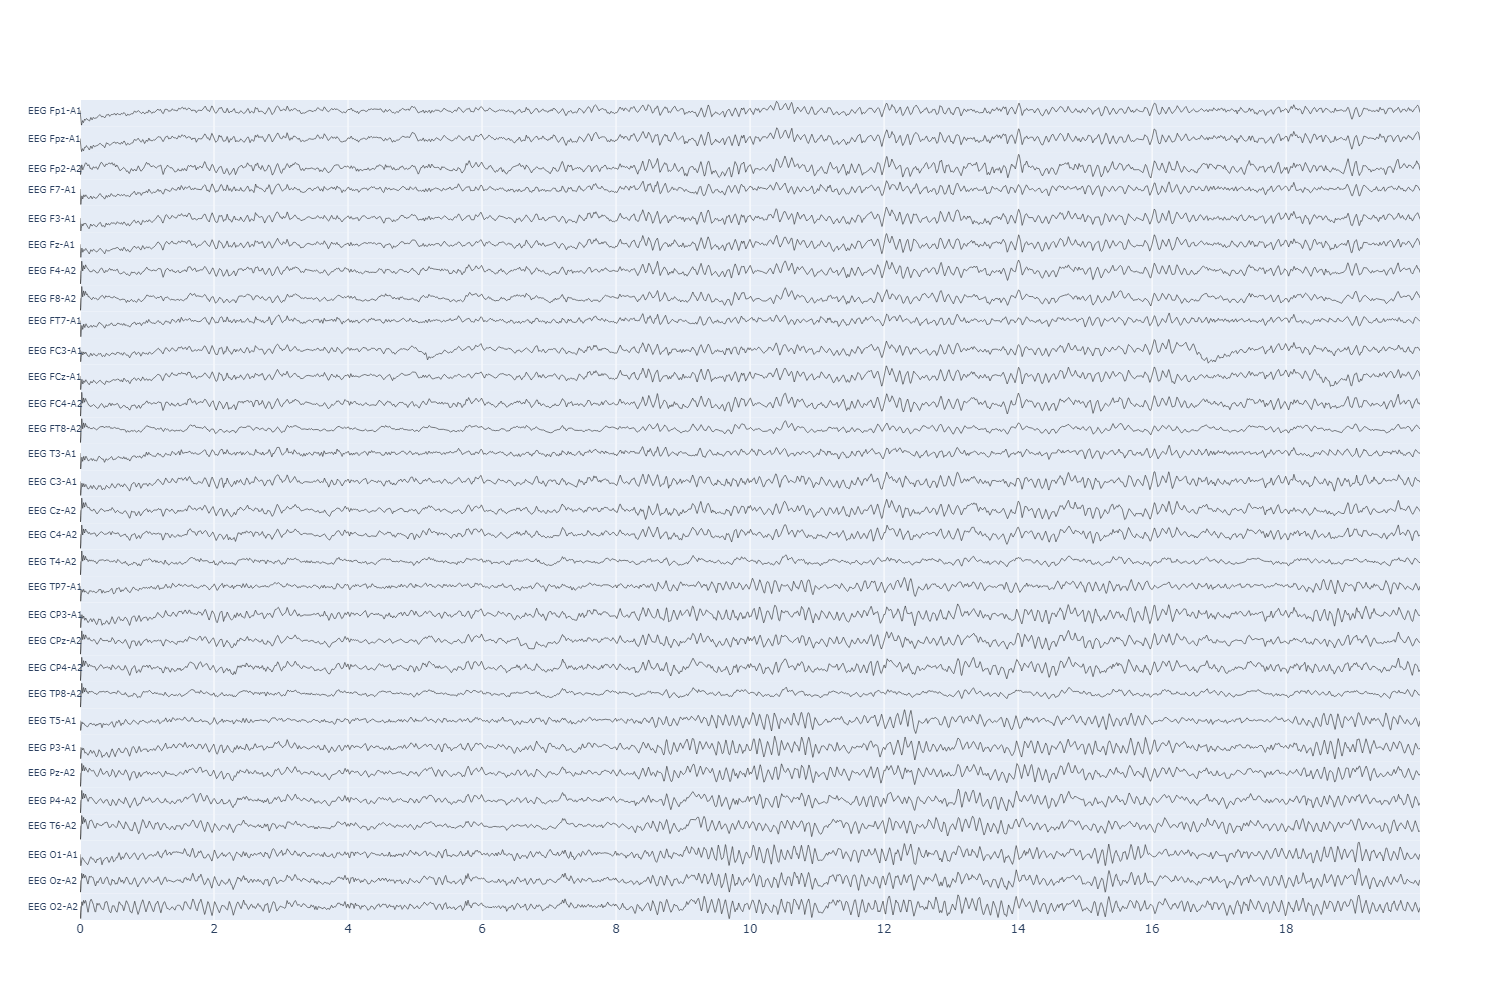 EEG Fp1-A1
EEG Fpz-A1
EEG Fp2-A2
EEG F7-A1
EEG F3-A1
EEG Fz-A1
EEG F4-A2
EEG F8-A2
EEG FT7-A1
EEG FC3-A1
EEG FCz-A1
EEG FC4-A2
EEG FT8-A2
EEG T3-A1
EEG C3-A1
EEG Cz-A2
EEG C4-A2
EEG T4-A2
EEG TP7-A1
EEG CP3-A1
EEG CPz-A2
EEG CP4-A2
EEG TP8-A2
EEG T5-A1
EEG P3-A1
EEG Pz-A2
EEG P4-A2
EEG T6-A2
EEG O1-A1
EEG Oz-A2
EEG O2-A2
0 2 4 6 8 10 12 14 16 18